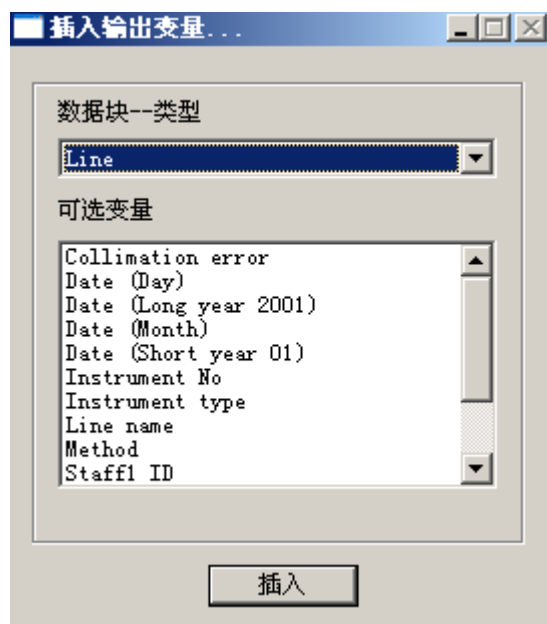 插入输出变量...
数据块--类型
Line
可选变量
Collimation error
Date (Day)
Date (Long year 2001)
Date (Month)
Date (Short year 01)
Instrument No
Instrument type
Line name
Method
Staff1 ID
插入